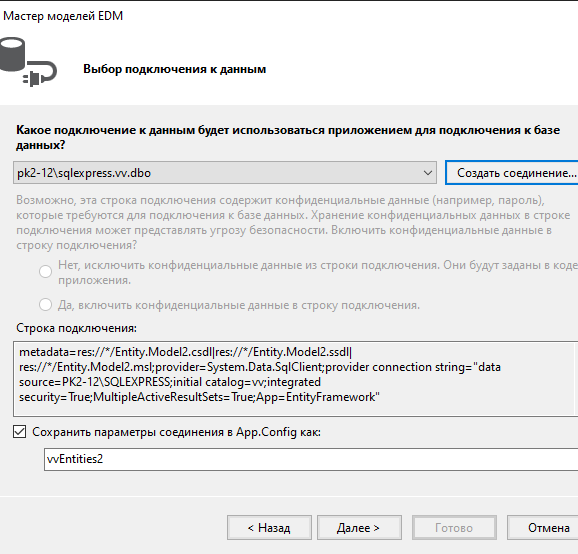 Мастер моделей EDM
Выбор подключения к данным
Какое подключение к данным будет использоваться приложением для подключения к базе
данных?
pk2-12\sqlexpress.vv.dbo
Создать соединение...
Возможно, эта строка подключения содержит конфиденциальные данные (например, пароль),
которые требуются для подключения к базе данных. Хранение конфиденциальных данных в строке
подключения может представлять угрозу безопасности. Включить конфиденциальные данные в
строку подключения?
Нет, исключить конфиденциальные данные из строки подключения. Они будут заданы в коде
приложения.
Да, включить конфиденциальные данные в строку подключения.
Строка подключения:
metadata=res://*/Entity.Model2.csdl|res://*/Entity.Model2.ssdl|
res://*/Entity.Model2.msl;provider=System.Data.SqlClient;provider connection string="data
source=PK2-12\SQLEXPRESS;initial catalog=vv;integrated
security=True;MultipleActiveResultSets=True;App=EntityFramework"
Сохранить параметры соединения в App.Config как:
vvEntities2
< Назад
Далее >
Готово
Отмена